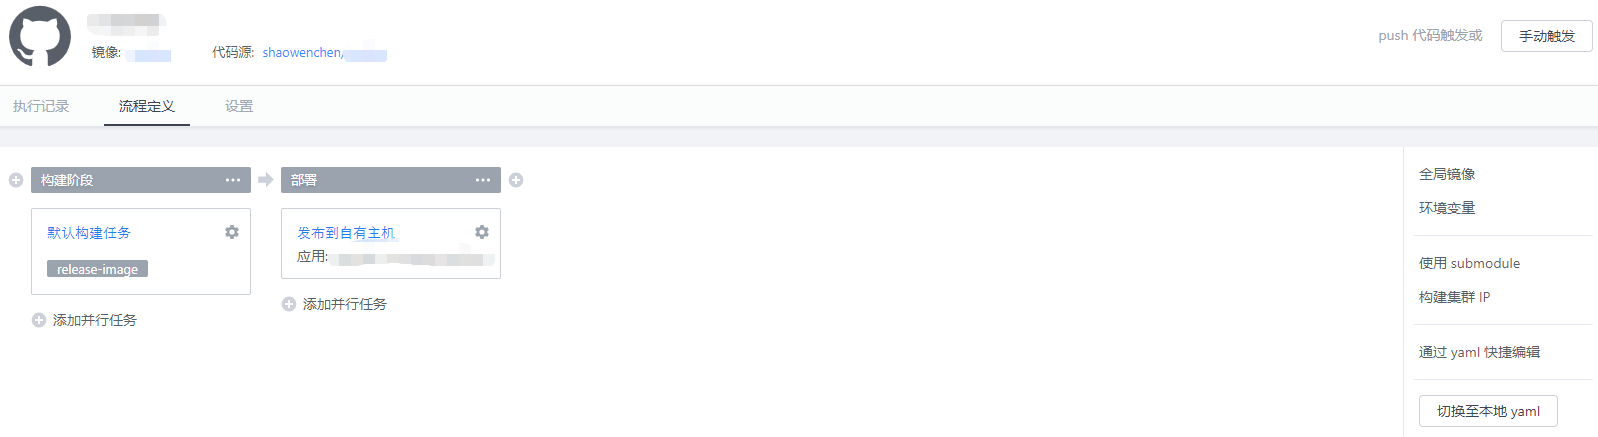 镜像:
代码源: shaowenchen/
push 代码触发或 手动触发
执行记录 流程定义 设置
构建阶段
默认构建任务
release-image
添加并行任务
部署
发布到自有主机
应用:
添加并行任务
全局镜像
环境变量
使用 submodule
构建集群 IP
通过 yaml 快捷编辑
切换至本地 yaml